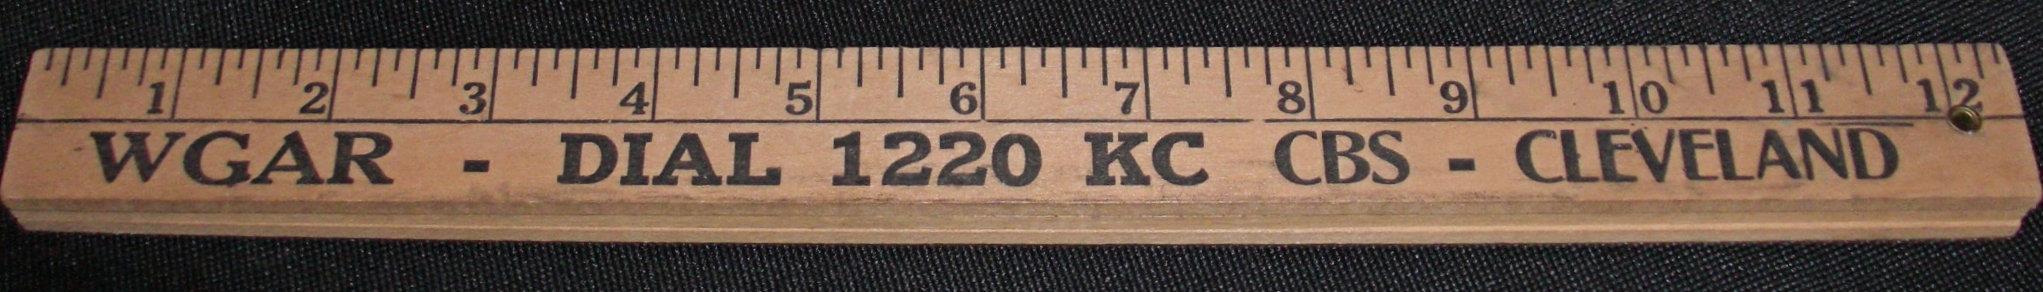 1 2 3 4 5 6 7 8 9 10 11 12
WGAR - DIAL 1220 KC CBS - CLEVELAND